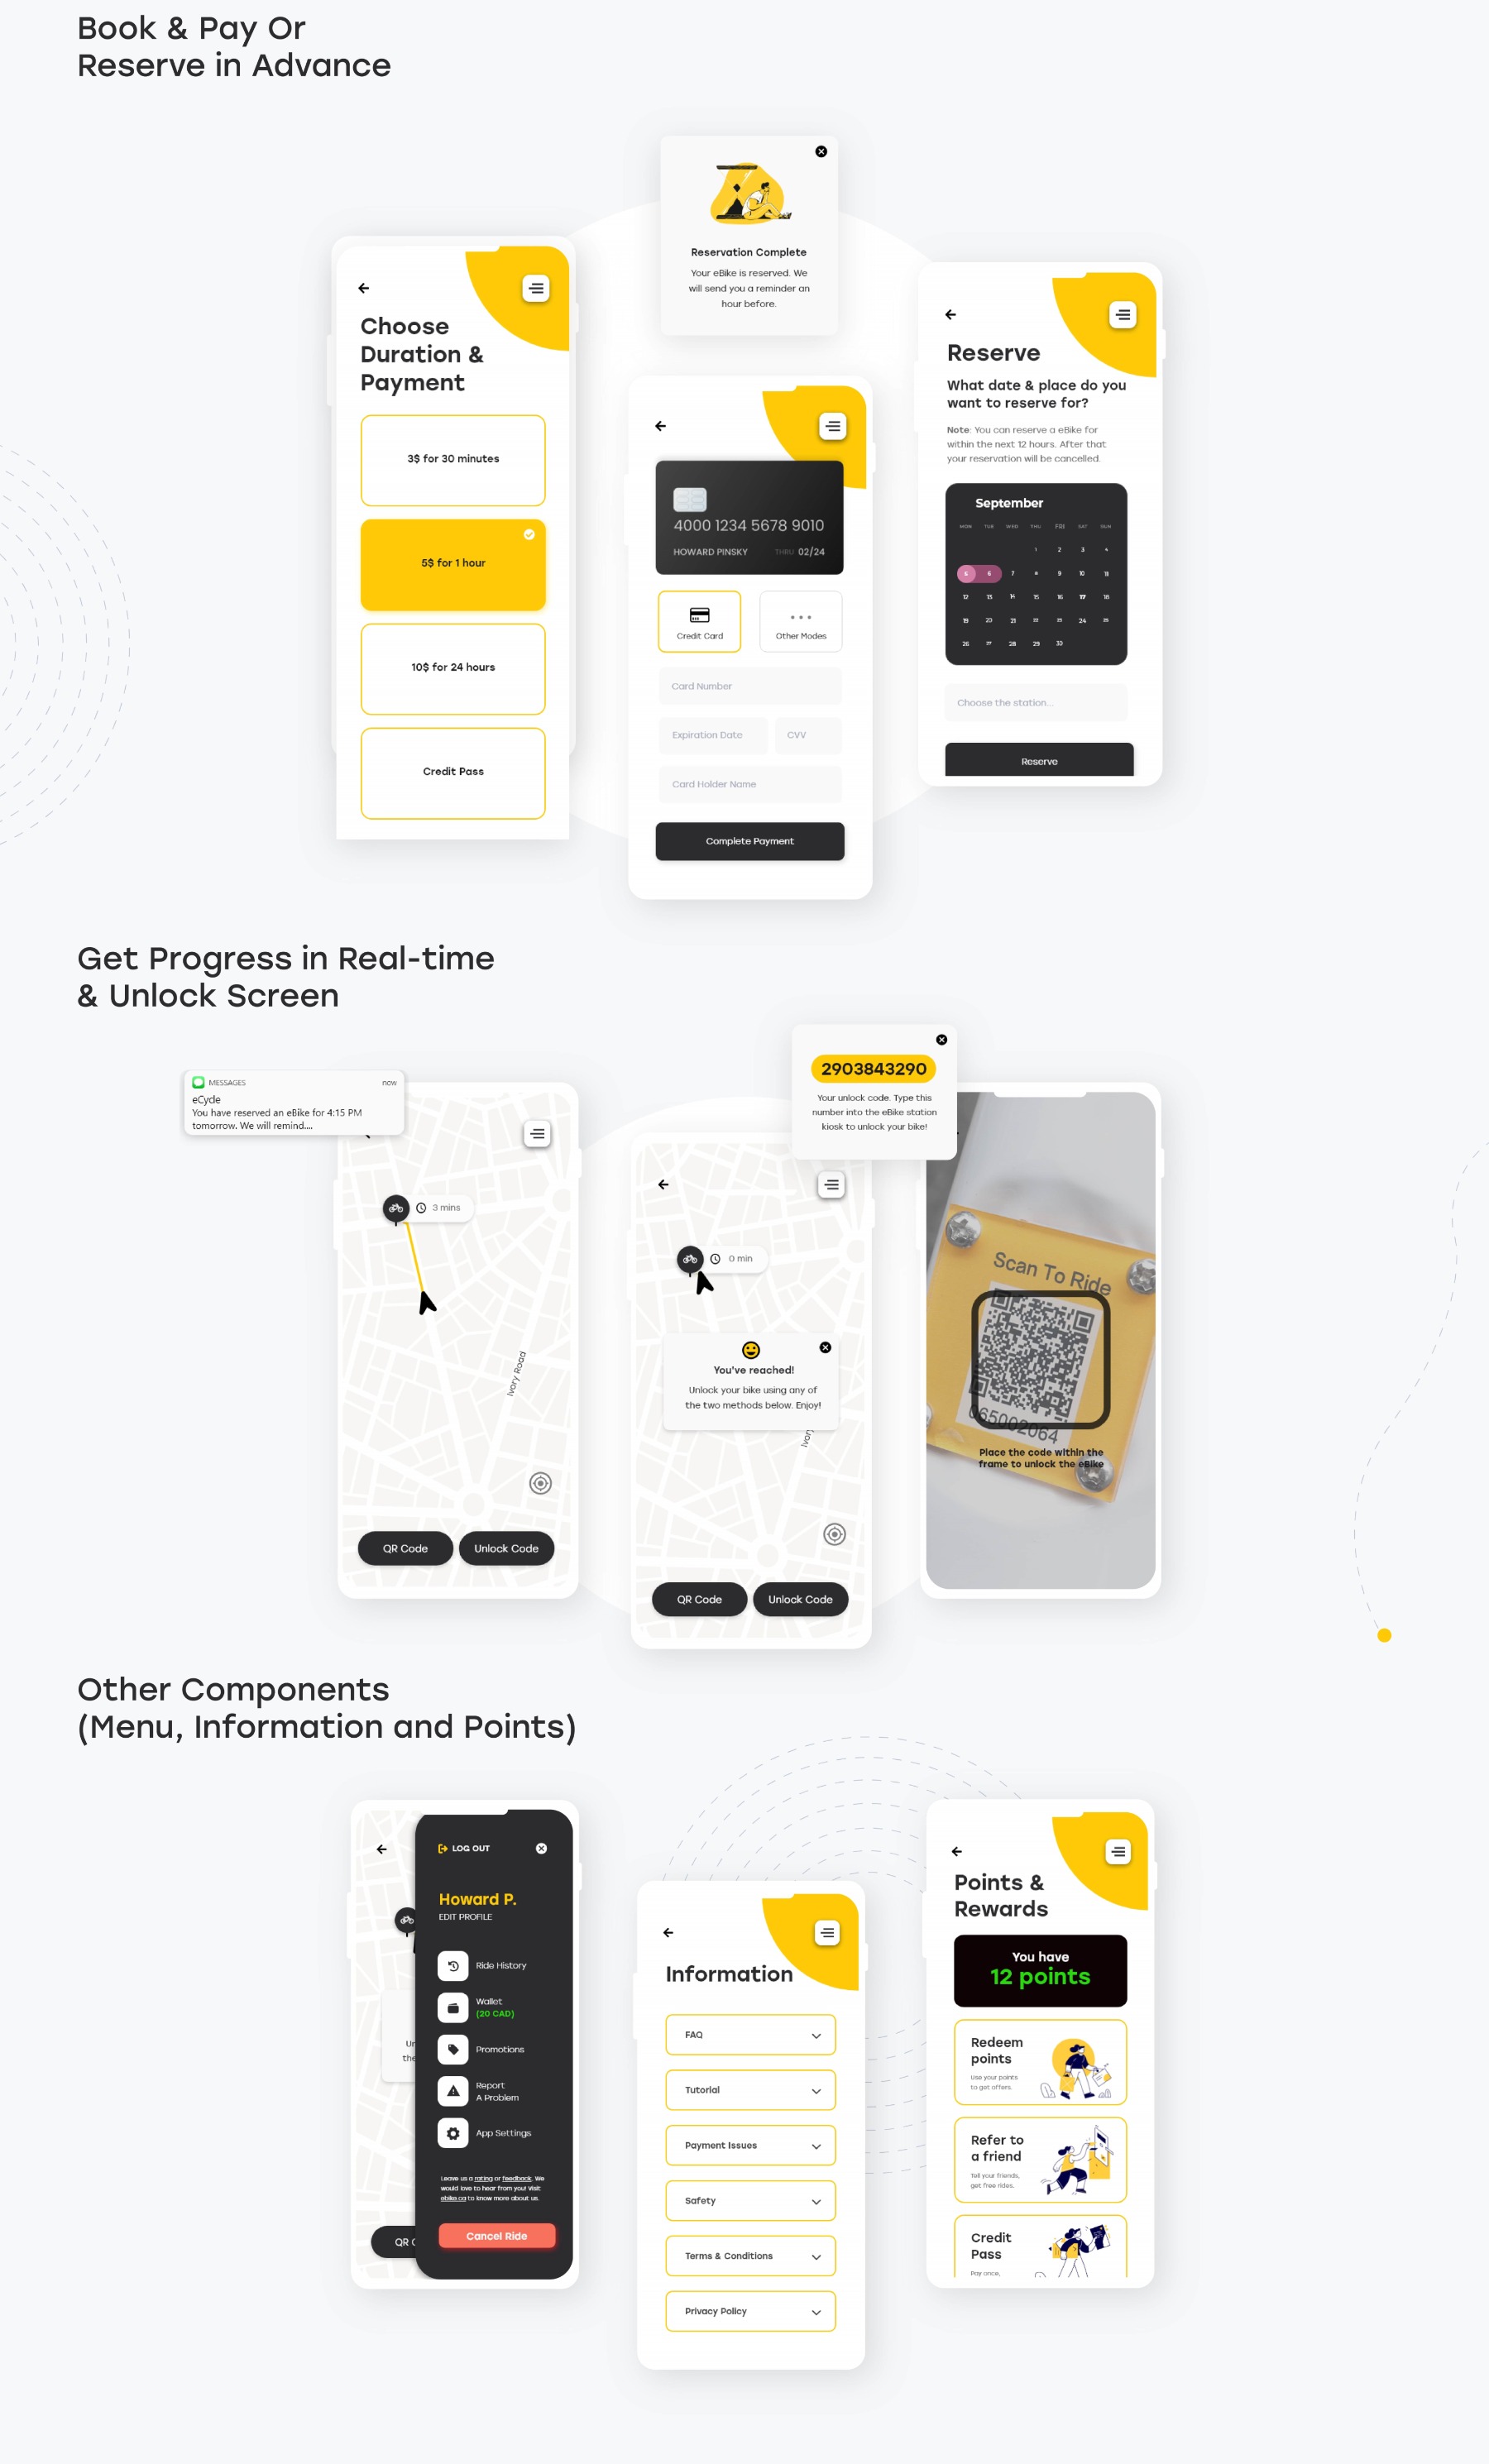 Book & Pay Or
Reserve in Advance
Choose
Duration &
Payment
3$ for 30 minutes
5$ for 1 hour
10$ for 24 hours
Credit Pass
Reservation Complete
Your eBike is reserved. We
will send you a reminder an
hour before.
4000 1234 5678 9010
HOWARD PINSKY THRU 02/24
Credit Card
Other Modes
Card Number
Expiration Date CVV
Card Holder Name
Complete Payment
Reserve
What date & place do you
want to reserve for?
Note: You can reserve a eBike for
within the next 12 hours. After that
your reservation will be cancelled.
September
MON TUE WED THU FRI SAT SUN
1 2 3 4
6 7 8 9 10 11
12 13 14 15 16 17 18
19 20 21 22 23 24 25
26 27 28 29 30
Choose the station...
Reserve
Get Progress in Real-time
& Unlock Screen
MESSAGES now
eCycle
You have reserved an eBike for 4:15 PM
tomorrow. We will remind....
3 mins
Ivory Road
QR Code Unlock Code
2903843290
Your unlock code. Type this
number into the eBike station
kiosk to unlock your bike!
0 min
You've reached!
Unlock your bike using any of
the two methods below. Enjoy!
Ivory
QR Code Unlock Code
Scan To Ride
065002064
Place the code within the
frame to unlock the eBike
Other Components
(Menu, Information and Points)
LOG OUT
Howard P.
EDIT PROFILE
Ride History
Wallet
(20 CAD)
Promotions
Report
A Problem
App Settings
Un
the
Leave us a rating or feedback. We
would love to hear from you! Visit
ebike.ca to know more about us.
QR C
Cancel Ride
Information
FAQ
Tutorial
Payment Issues
Safety
Terms & Conditions
Privacy Policy
Points &
Rewards
You have
12 points
Redeem
points
Use your points
to get offers.
Refer to
a friend
Tell your friends,
get free rides.
Credit
Pass
Pay once,